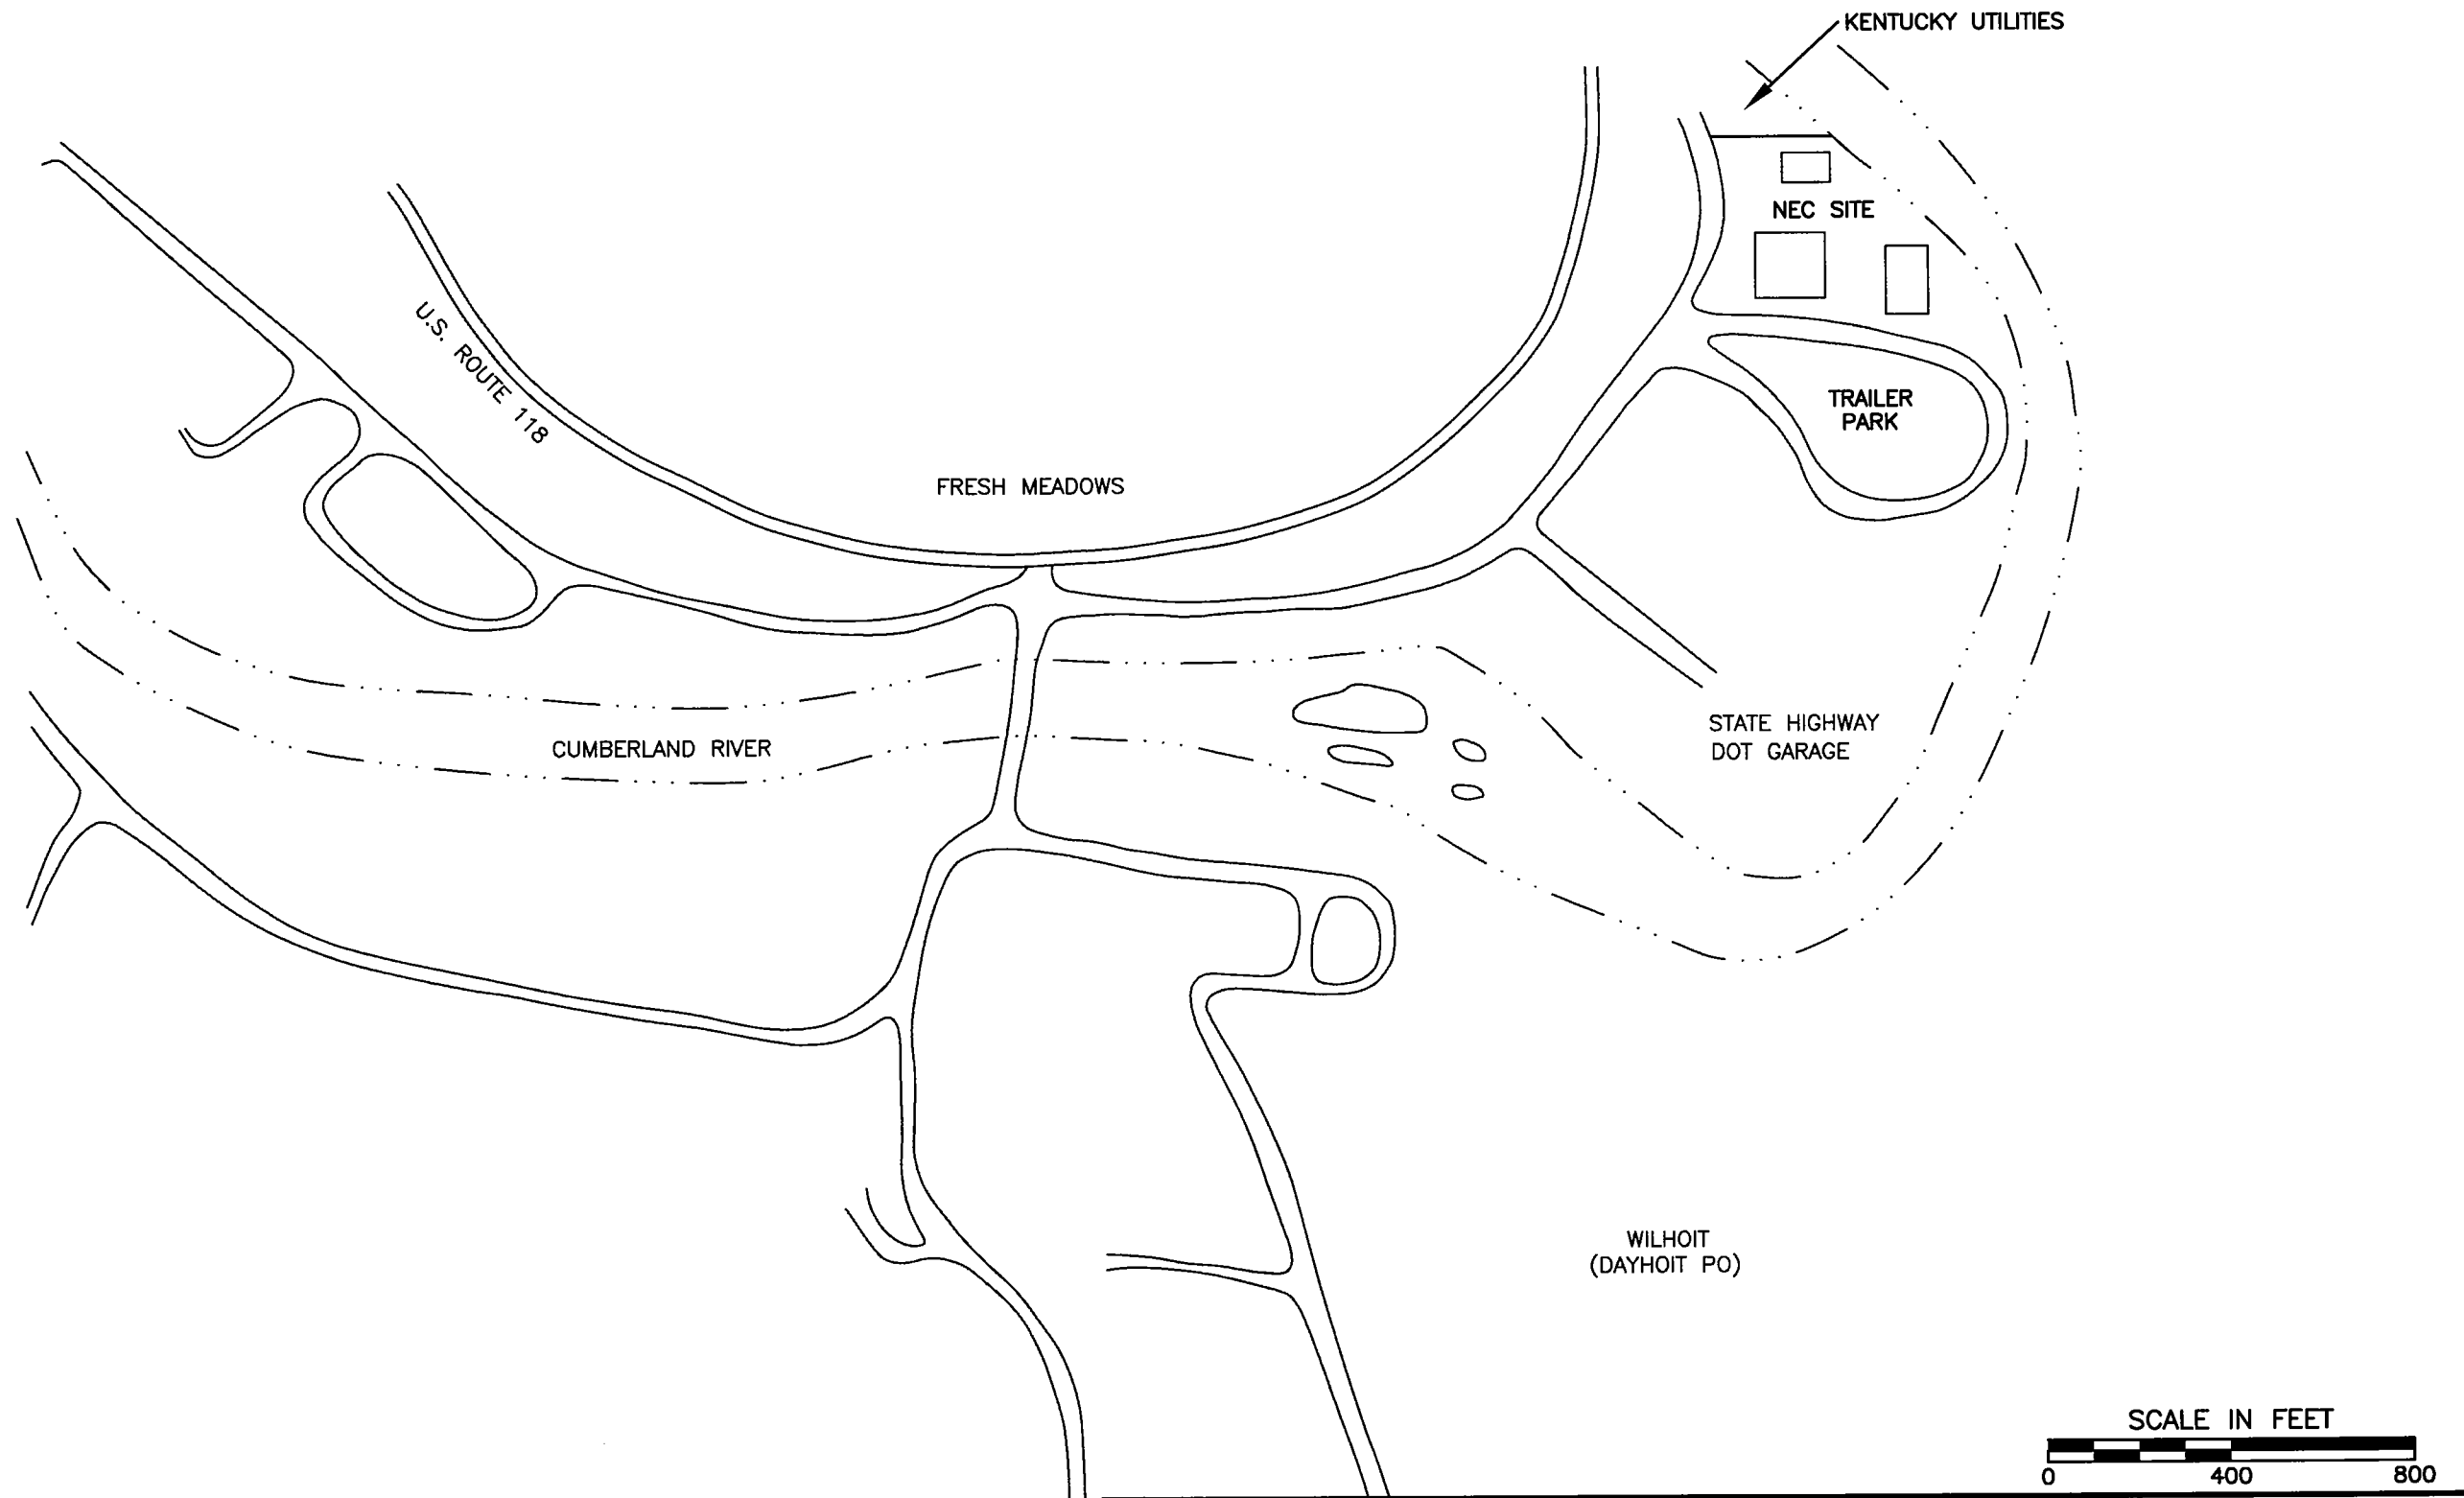 KENTUCKY UTILITIES
NEC SITE
U.S. ROUTE 118
TRAILER
PARK
FRESH MEADOWS
STATE HIGHWAY
DOT GARAGE
CUMBERLAND RIVER
WILHOIT
(DAYHOIT PO)
SCALE IN FEET
0 400 800